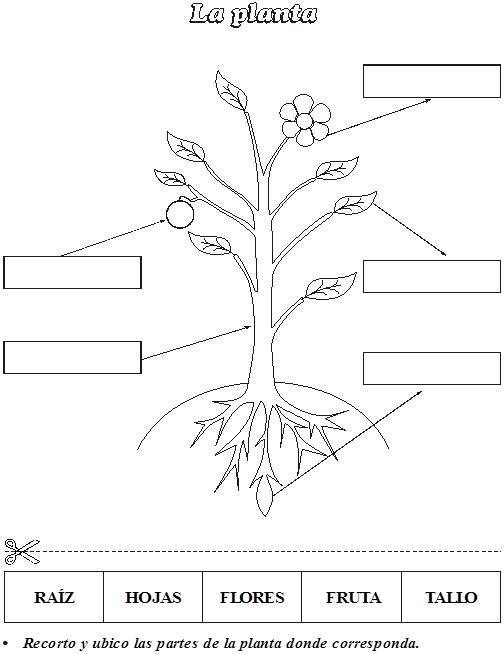 La planta
RAÍZ HOJAS FLORES FRUTA TALLO
• Recorto y ubico las partes de la planta donde corresponda.